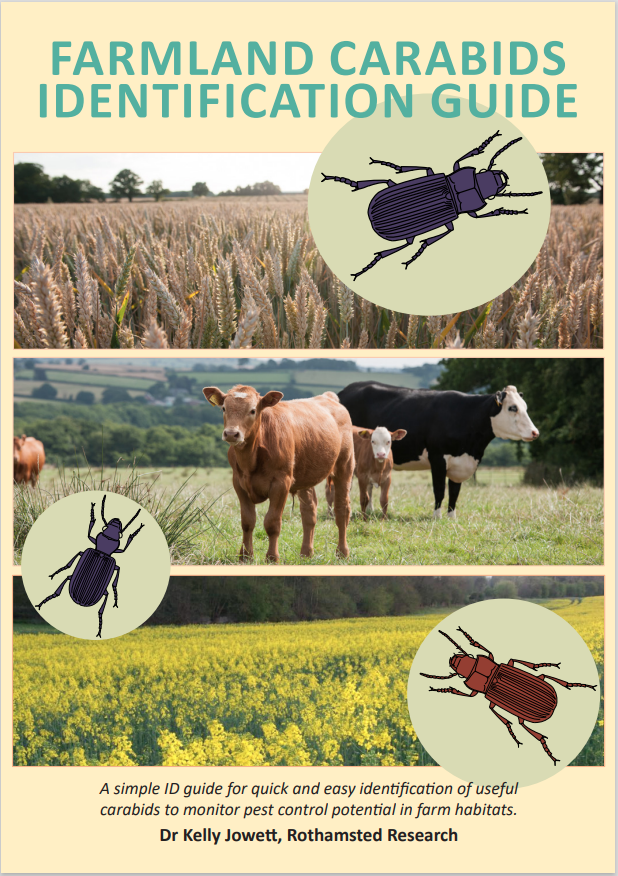 FARMLAND CARABIDS
IDENTIFICATION GUIDE
A simple ID guide for quick and easy identification of useful
carabids to monitor pest control potential in farm habitats.
Dr Kelly Jowett, Rothamsted Research